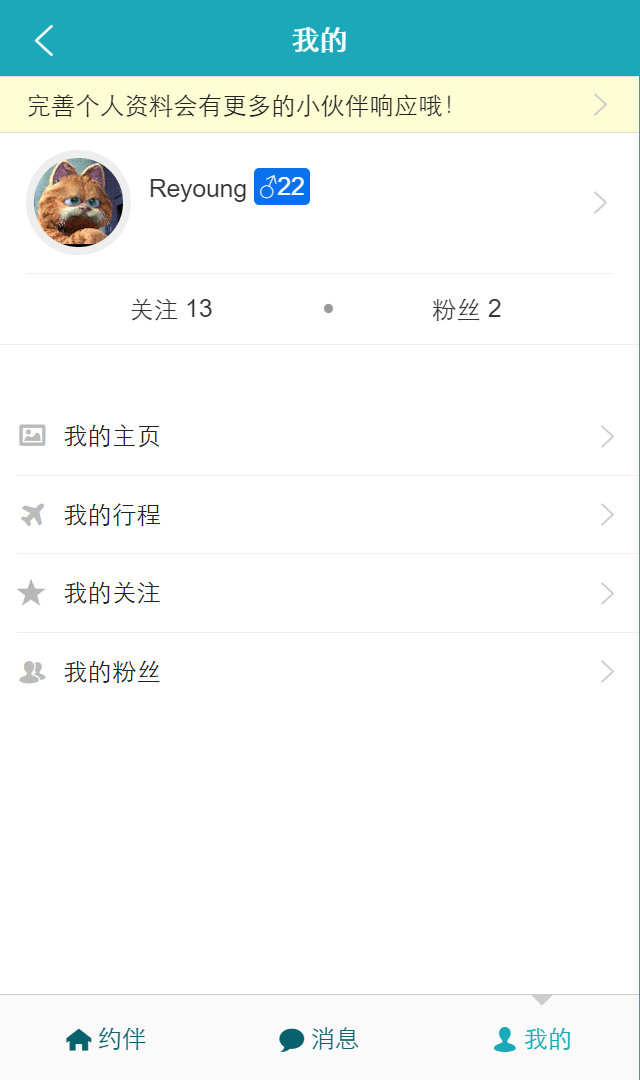 我的
完善个人资料会有更多的小伙伴响应哦！
Reyoung ♂22
关注 13 • 粉丝 2
我的主页
我的行程
我的关注
我的粉丝
约伴 消息 我的